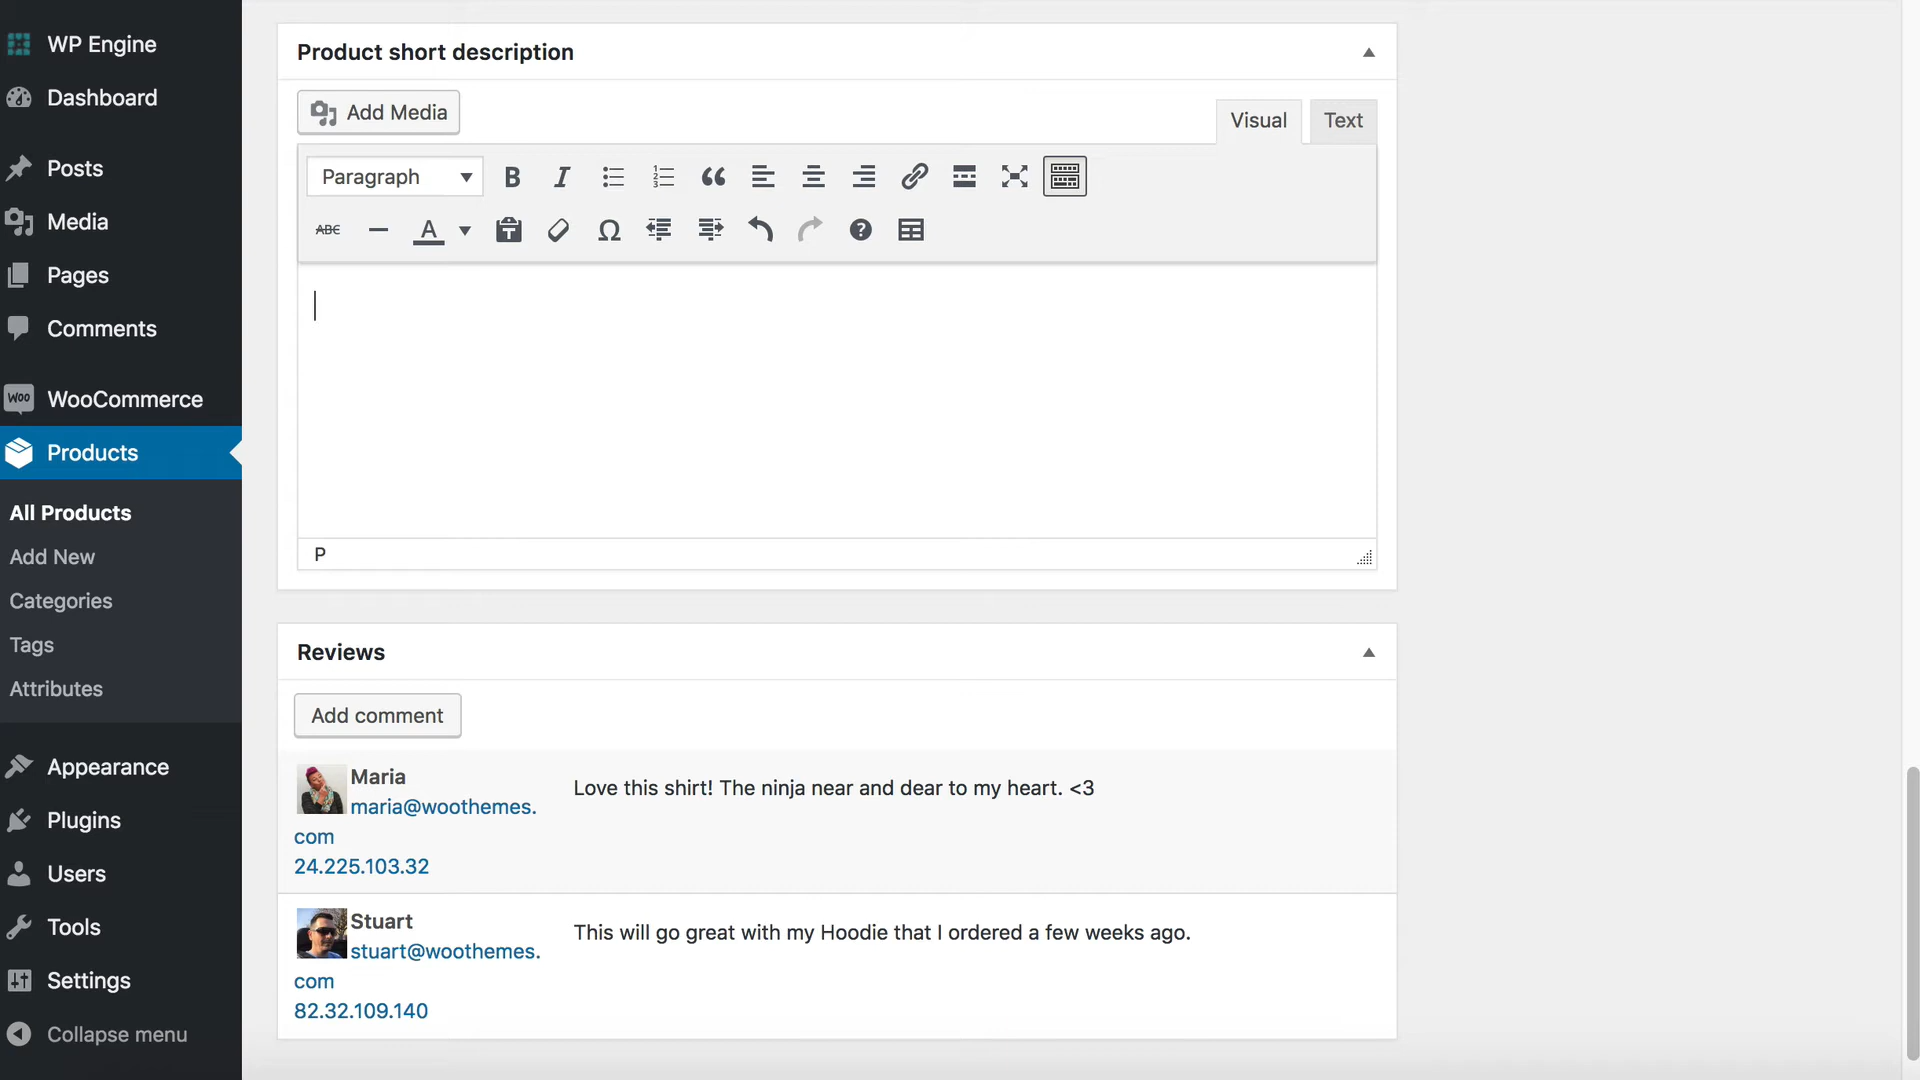 WP Engine
Dashboard
Posts
Media
Pages
Comments
Woo WooCommerce
Products
All Products
Add New
Categories
Tags
Attributes
Appearance
Plugins
Users
Tools
Settings
Collapse menu
Product short description
Add Media
Visual Text
Paragraph B I
ABC A Ω ?
P
Reviews
Add comment
Maria
maria@woothemes.
com
24.225.103.32
Love this shirt! The ninja near and dear to my heart. <3
Stuart
stuart@woothemes.
com
82.32.109.140
This will go great with my Hoodie that I ordered a few weeks ago.